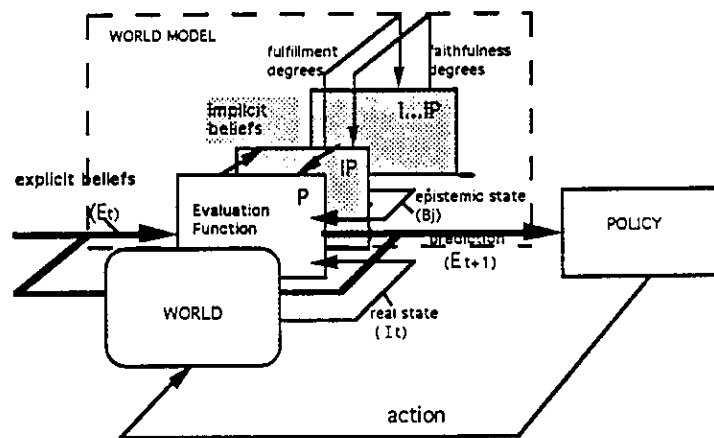 WORLD MODEL
fulfillment
degrees
faithfulness
degrees
implicit
beliefs
I...IP
IP
explicit beliefs
(Et)
P
Evaluation
Function
epistemic state
(Bj)
POLICY
prediction
(Et+1)
WORLD
real state
(It)
action